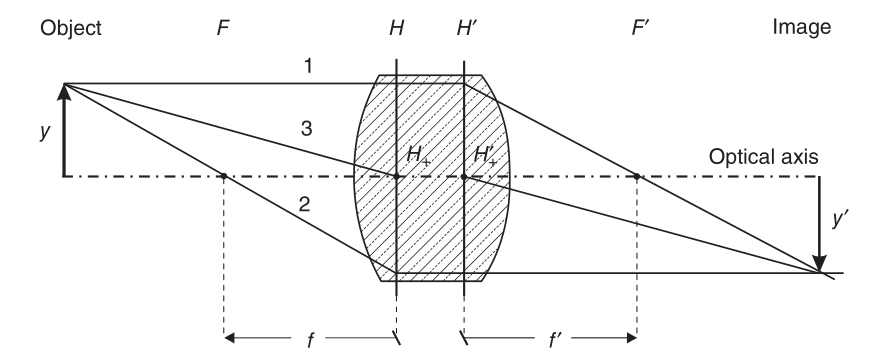 Object F H H′ F′ Image
1
y 3 H₊ H′₊ Optical axis
2 y′
f f′